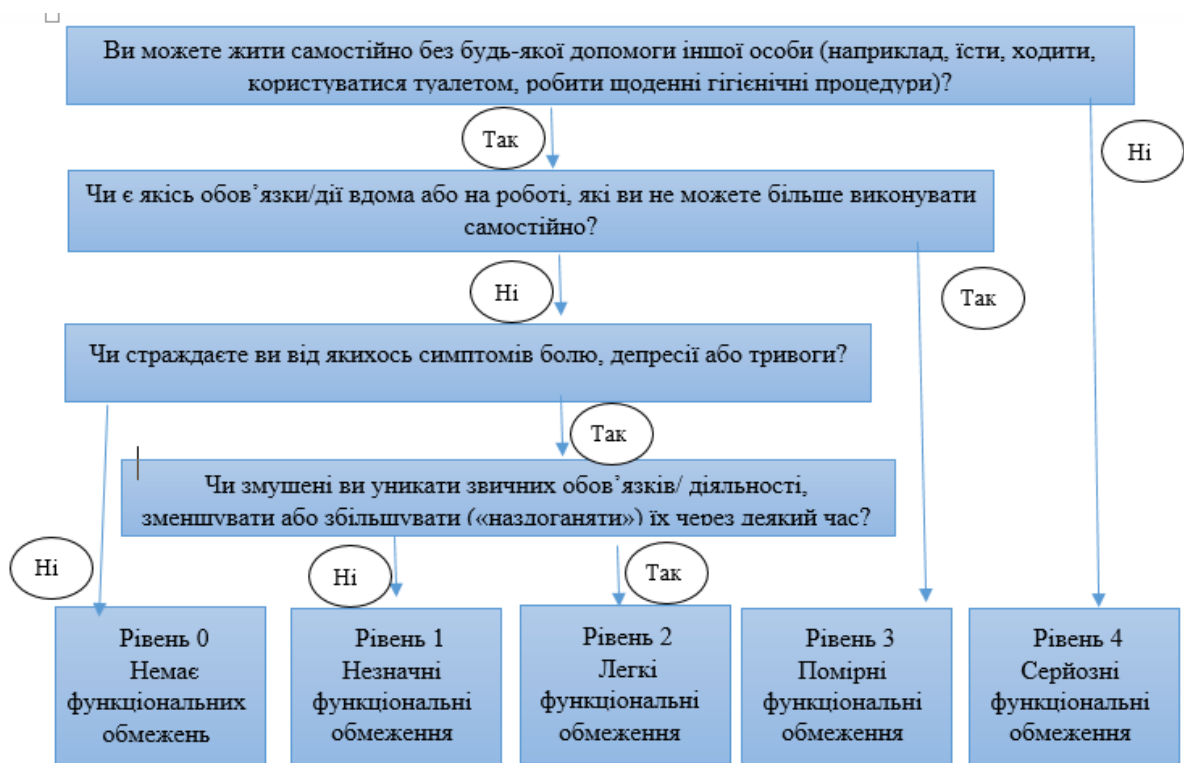 Ви можете жити самостійно без будь-якої допомоги іншої особи (наприклад, їсти, ходити,
користуватися туалетом, робити щоденні гігієнічні процедури)?
Так
Ні
Чи є якісь обов’язки/дії вдома або на роботі, які ви не можете більше виконувати
самостійно?
Ні
Так
Чи страждаєте ви від якихось симптомів болю, депресії або тривоги?
Так
Чи змушені ви уникати звичних обов’язків/ діяльності,
зменшувати або збільшувати («наздоганяти») їх через деякий час?
Ні
Ні
Так
Рівень 0
Немає
функціональних
обмежень
Рівень 1
Незначні
функціональні
обмеження
Рівень 2
Легкі
функціональні
обмеження
Рівень 3
Помірні
функціональні
обмеження
Рівень 4
Серйозні
функціональні
обмеження